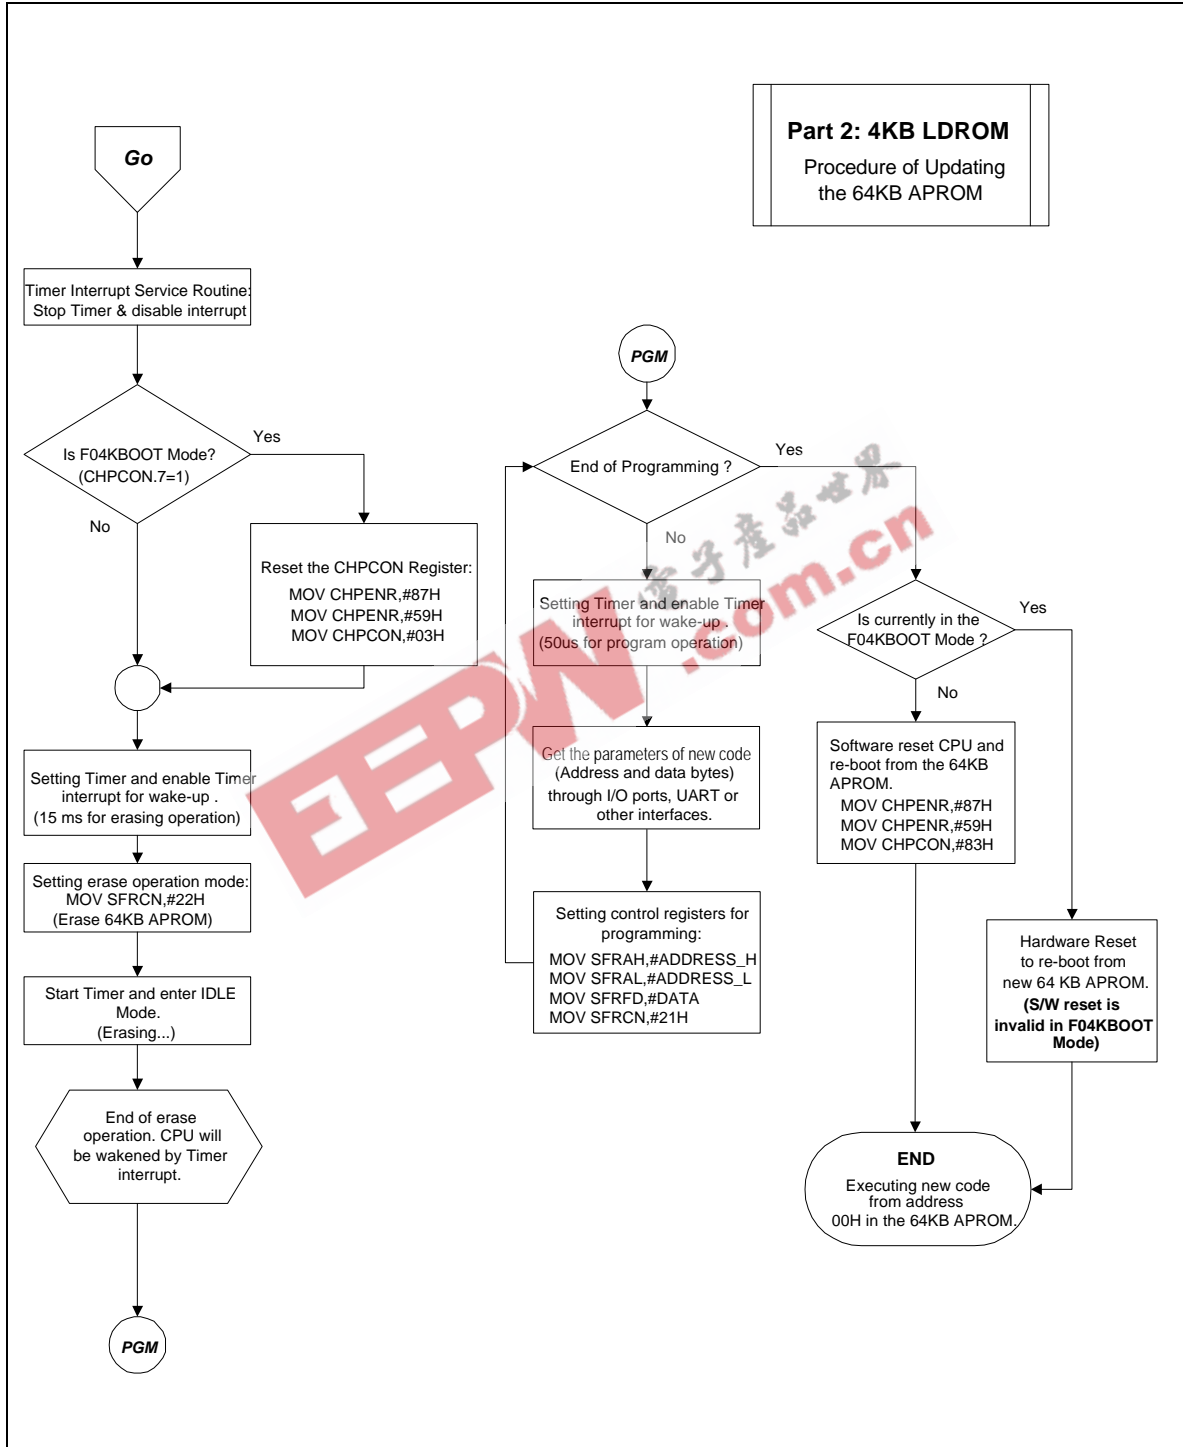 Part 2: 4KB LDROM
Procedure of Updating
the 64KB APROM
Go
Timer Interrupt Service Routine:
Stop Timer & disable interrupt
Is F04KBOOT Mode?
(CHPCON.7=1)
Yes
No
Reset the CHPCON Register:
MOV CHPENR,#87H
MOV CHPENR,#59H
MOV CHPCON,#03H
Setting Timer and enable Timer
interrupt for wake-up .
(15 ms for erasing operation)
Setting erase operation mode:
MOV SFRCN,#22H
(Erase 64KB APROM)
Start Timer and enter IDLE
Mode.
(Erasing...)
End of erase
operation. CPU will
be wakened by Timer
interrupt.
PGM
PGM
End of Programming ?
Yes
No
Setting Timer and enable Timer
interrupt for wake-up .
(50us for program operation)
Get the parameters of new code
(Address and data bytes)
through I/O ports, UART or
other interfaces.
Setting control registers for
programming:
MOV SFRAH,#ADDRESS_H
MOV SFRAL,#ADDRESS_L
MOV SFRFD,#DATA
MOV SFRCN,#21H
Is currently in the
F04KBOOT Mode ?
Yes
No
Software reset CPU and
re-boot from the 64KB
APROM.
MOV CHPENR,#87H
MOV CHPENR,#59H
MOV CHPCON,#83H
Hardware Reset
to re-boot from
new 64 KB APROM.
(S/W reset is
invalid in F04KBOOT
Mode)
END
Executing new code
from address
00H in the 64KB APROM.
電子產品世界
EEPW.com.cn